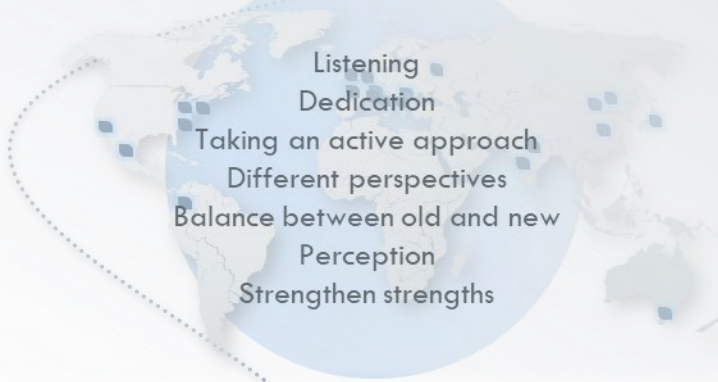 Listening
Dedication
Taking an active approach
Different perspectives
Balance between old and new
Perception
Strengthen strengths